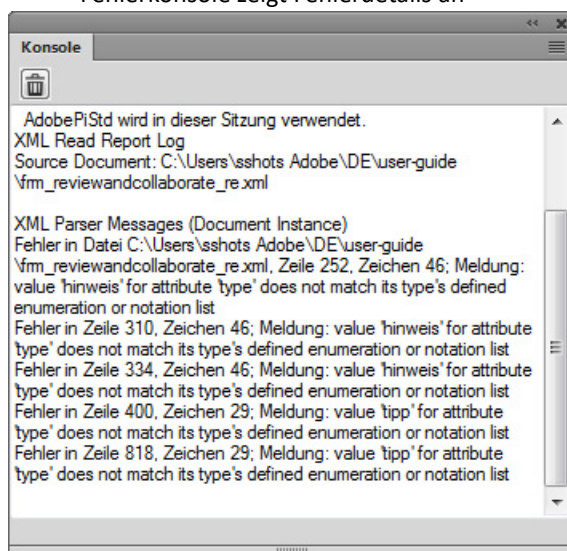 Fehlerkonsole zeigt Fehlerdetails an
Konsole
AdobePiStd wird in dieser Sitzung verwendet.
XML Read Report Log
Source Document: C:\Users\sshots Adobe\DE\user-guide
\frm_reviewandcollaborate_re.xml
XML Parser Messages (Document Instance)
Fehler in Datei C:\Users\sshots Adobe\DE\user-guide
\frm_reviewandcollaborate_re.xml, Zeile 252, Zeichen 46; Meldung:
value 'hinweis' for attribute 'type' does not match its type's defined
enumeration or notation list
Fehler in Zeile 310, Zeichen 46; Meldung: value 'hinweis' for attribute
'type' does not match its type's defined enumeration or notation list
Fehler in Zeile 334, Zeichen 46; Meldung: value 'hinweis' for attribute
'type' does not match its type's defined enumeration or notation list
Fehler in Zeile 400, Zeichen 29; Meldung: value 'tipp' for attribute
'type' does not match its type's defined enumeration or notation list
Fehler in Zeile 818, Zeichen 29; Meldung: value 'tipp' for attribute
'type' does not match its type's defined enumeration or notation list